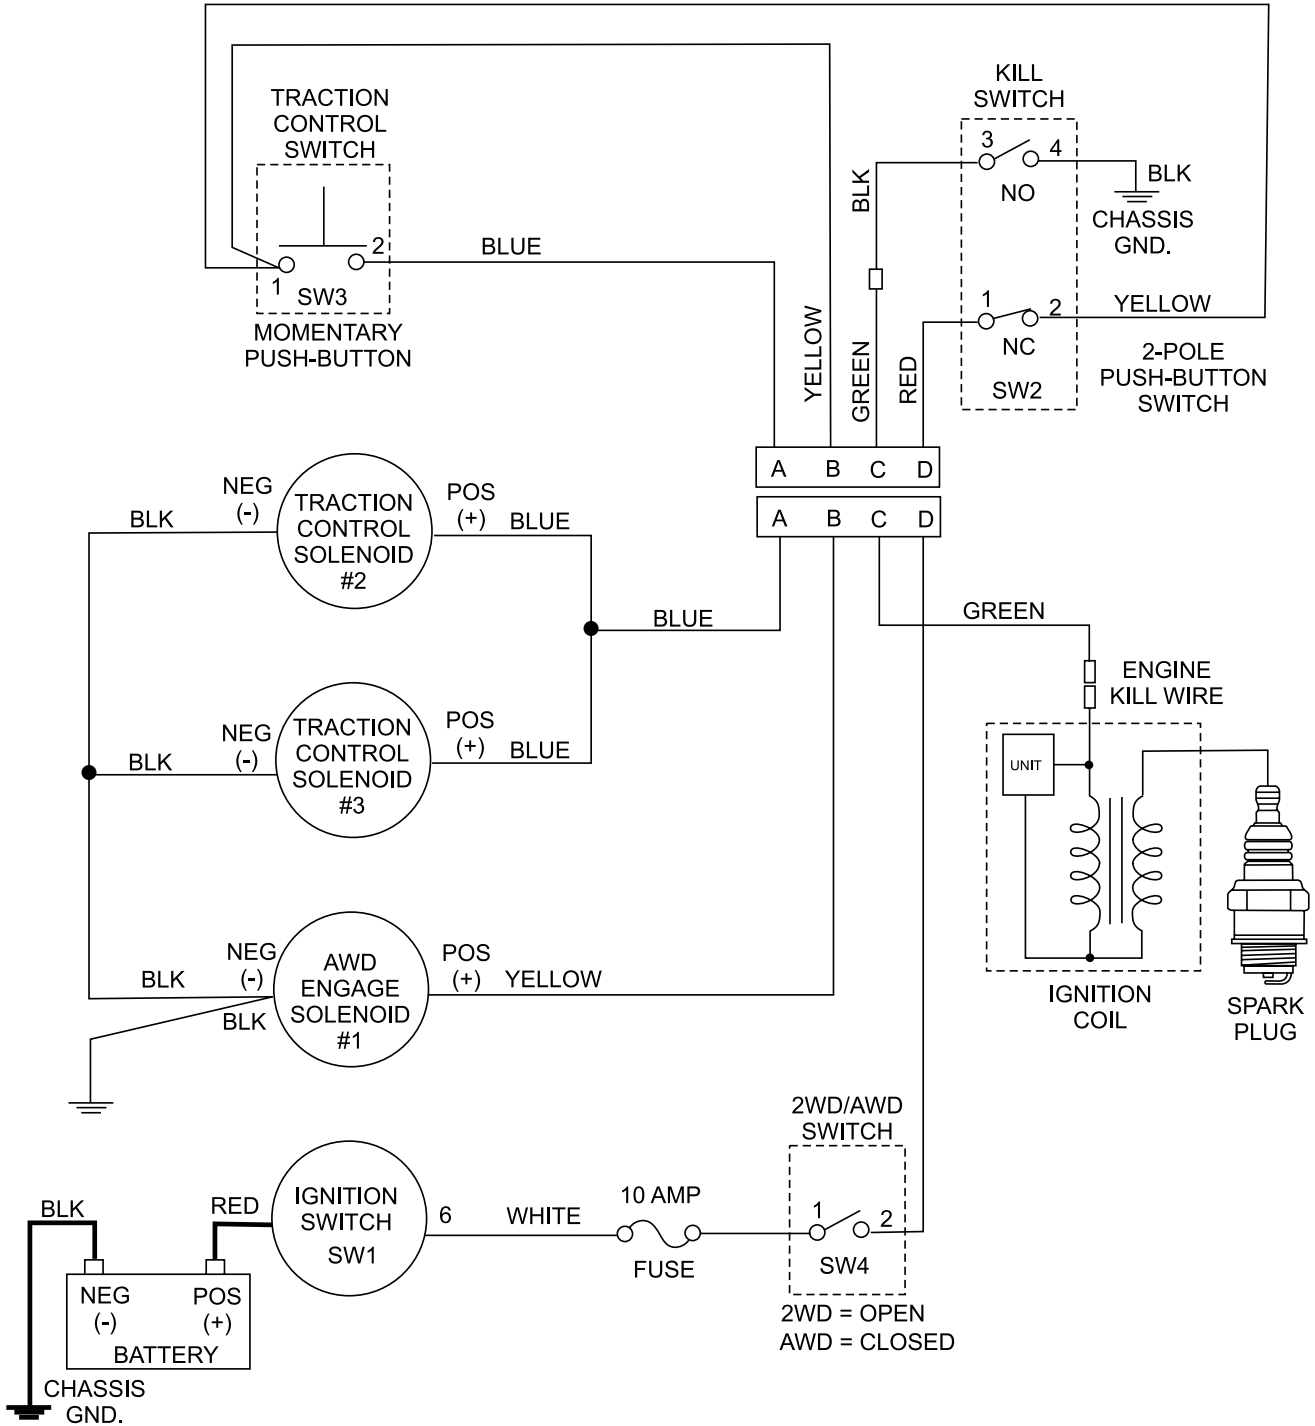 TRACTION
CONTROL
SWITCH
1
2
SW3
MOMENTARY
PUSH-BUTTON
BLUE
YELLOW
BLK
GREEN
RED
KILL
SWITCH
3
4
NO
BLK
CHASSIS
GND.
1
2
NC
SW2
YELLOW
2-POLE
PUSH-BUTTON
SWITCH
A B C D
A B C D
NEG
(-)
BLK
TRACTION
CONTROL
SOLENOID
#2
POS
(+)
BLUE
BLUE
NEG
(-)
BLK
TRACTION
CONTROL
SOLENOID
#3
POS
(+)
BLUE
GREEN
ENGINE
KILL WIRE
UNIT
IGNITION
COIL
SPARK
PLUG
NEG
(-)
BLK
BLK
AWD
ENGAGE
SOLENOID
#1
POS
(+)
YELLOW
2WD/AWD
SWITCH
1
2
SW4
2WD = OPEN
AWD = CLOSED
10 AMP
FUSE
WHITE
6
IGNITION
SWITCH
SW1
RED
BLK
NEG
(-)
POS
(+)
BATTERY
CHASSIS
GND.